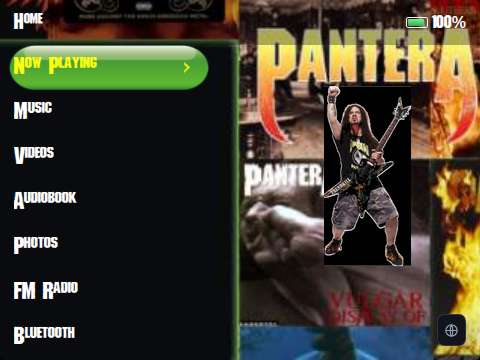 Home
100%
Now Playing
Music
Videos
Audiobook
Photos
FM Radio
Bluetooth
PANTERA
PANTERA
VULGAR
DISPLAY OF